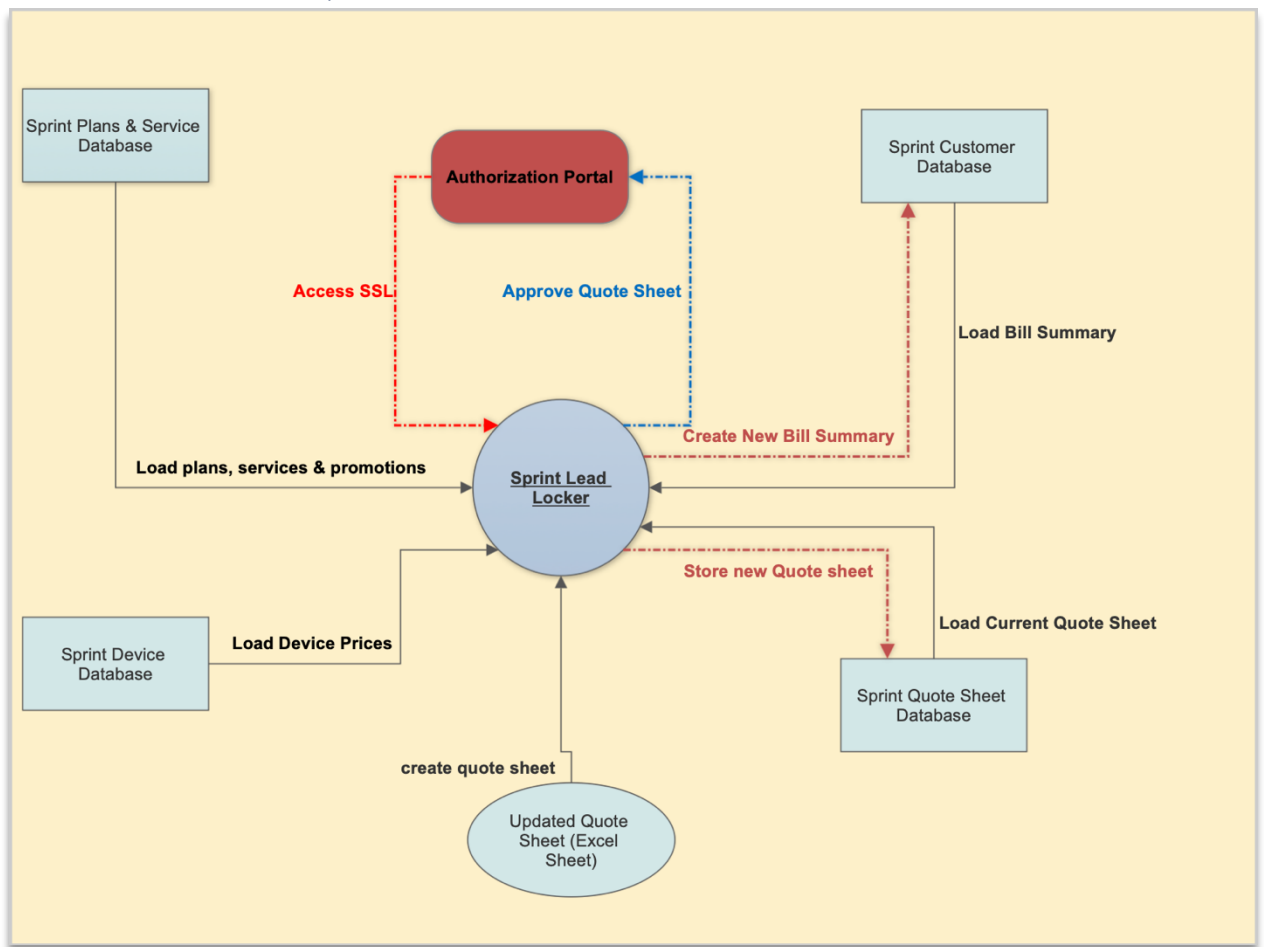 Sprint Plans & Service
Database
Authorization Portal
Sprint Customer
Database
Access SSL
Approve Quote Sheet
Load Bill Summary
Create New Bill Summary
Load plans, services & promotions
Sprint Lead
Locker
Store new Quote sheet
Load Current Quote Sheet
Load Device Prices
Sprint Device
Database
Sprint Quote Sheet
Database
create quote sheet
Updated Quote
Sheet (Excel
Sheet)